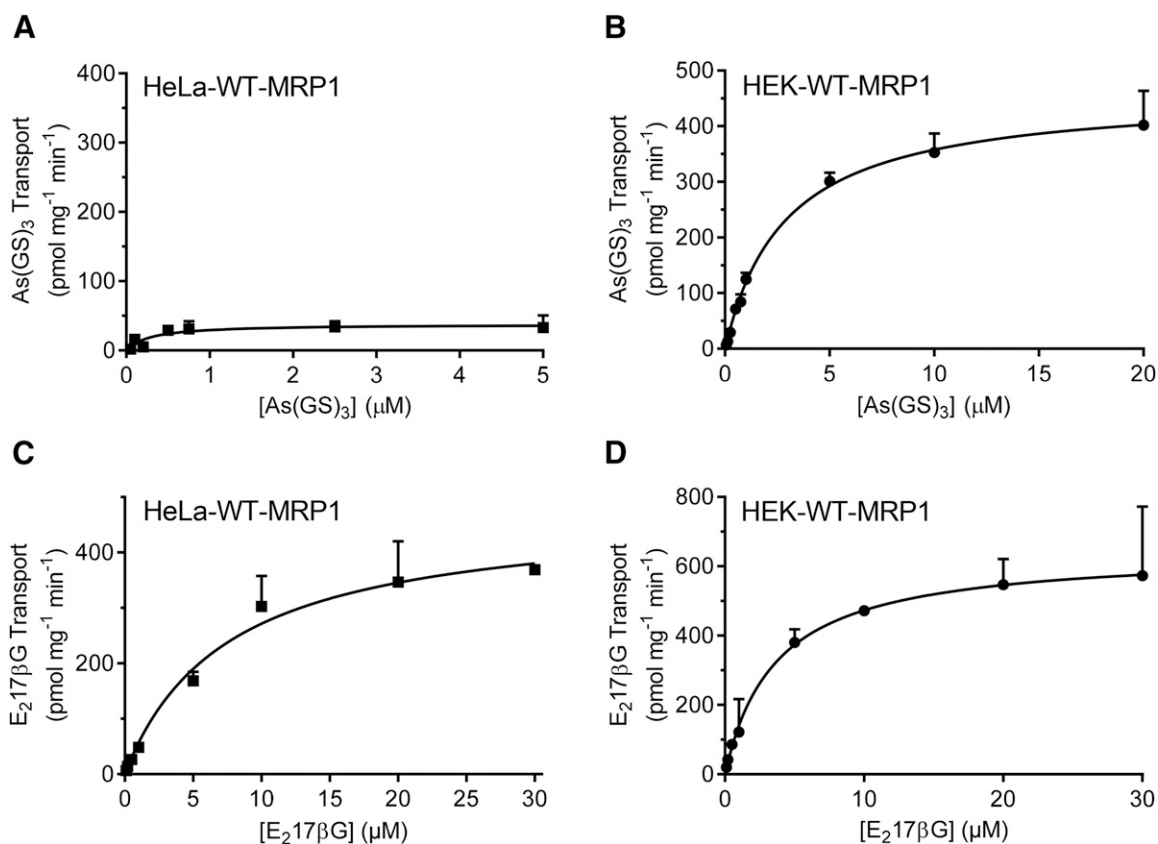 A
HeLa-WT-MRP1
As(GS)₃ Transport
(pmol mg⁻¹ min⁻¹)
400
300
200
100
0
0 1 2 3 4 5
[As(GS)₃] (μM)
B
HEK-WT-MRP1
As(GS)₃ Transport
(pmol mg⁻¹ min⁻¹)
500
400
300
200
100
0
0 5 10 15 20
[As(GS)₃] (μM)
C
HeLa-WT-MRP1
E₂17βG Transport
(pmol mg⁻¹ min⁻¹)
400
200
0
0 5 10 15 20 25 30
[E₂17βG] (μM)
D
HEK-WT-MRP1
E₂17βG Transport
(pmol mg⁻¹ min⁻¹)
800
600
400
200
0
0 5 10 15 20 25 30
[E₂17βG] (μM)